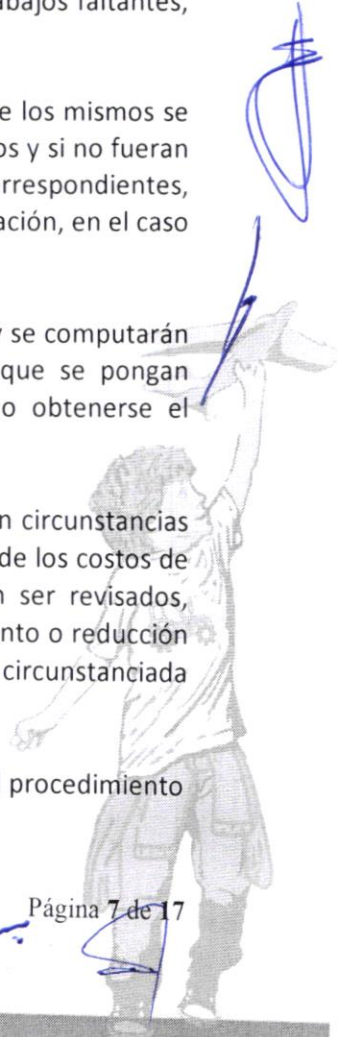 abajos faltantes,
e los mismos se
os y si no fueran
orrespondientes,
ación, en el caso
y se computarán
que se pongan
o obtenerse el
n circunstancias
de los costos de
n ser revisados,
nto o reducción
circunstanciada
l procedimiento
Página 7 de 17